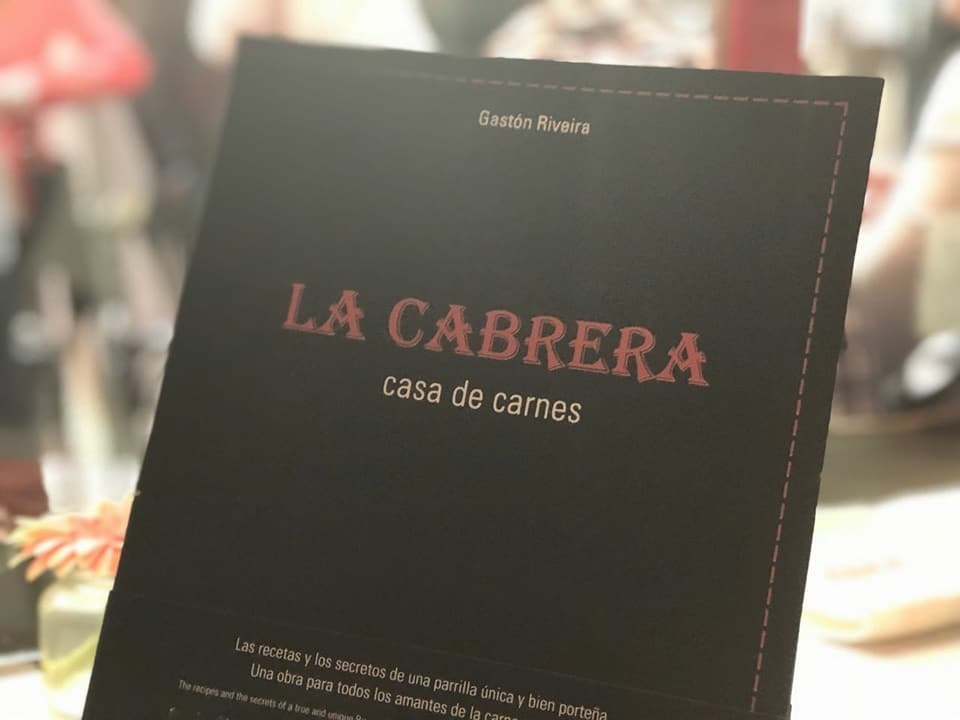 Gastón Riveira
LA CABRERA
casa de carnes
Las recetas y los secretos de una parrilla única y bien porteña
Una obra para todos los amantes de la carne
The recipes and the secrets of a true and unique